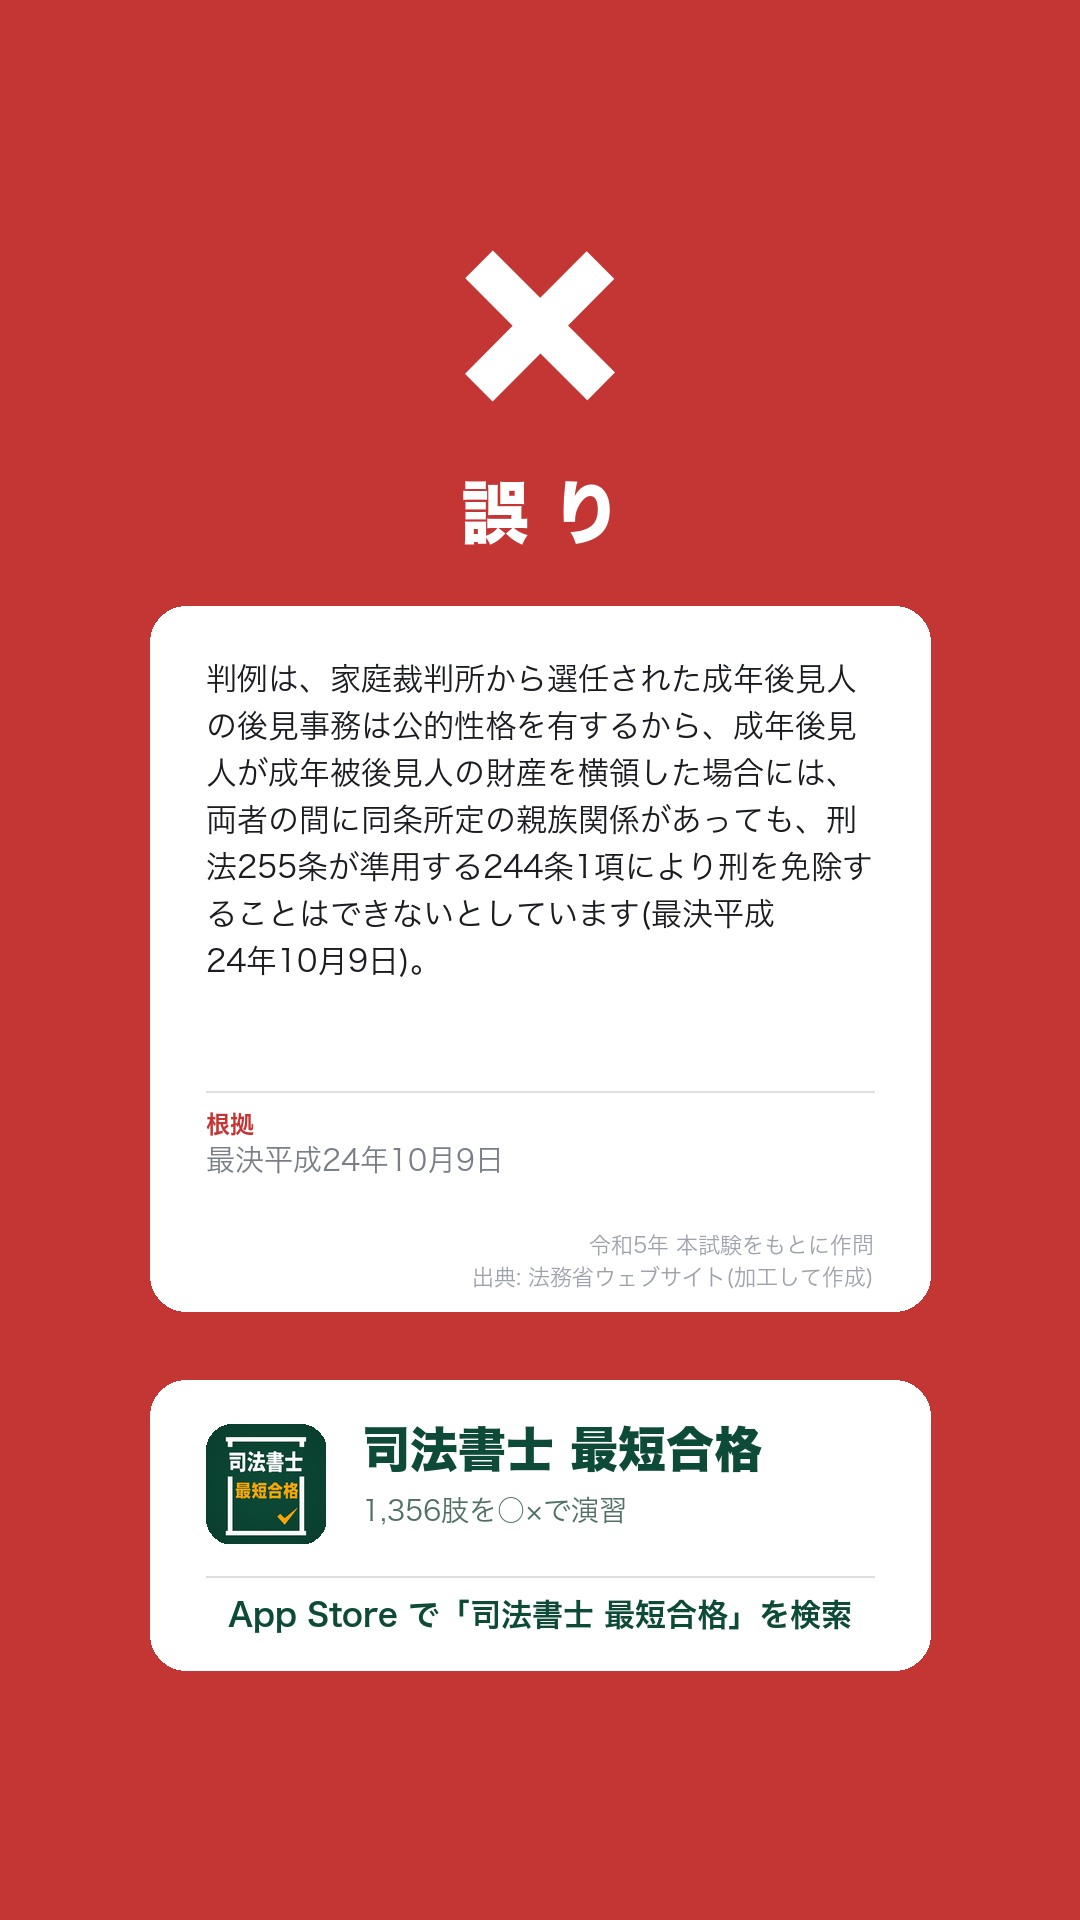 ×
誤り
判例は、家庭裁判所から選任された成年後見人
の後見事務は公的性格を有するから、成年後見
人が成年被後見人の財産を横領した場合には、
両者の間に同条所定の親族関係があっても、刑
法255条が準用する244条1項により刑を免除す
ることはできないとしています(最決平成
24年10月9日)。
根拠
最決平成24年10月9日
令和5年 本試験をもとに作問
出典: 法務省ウェブサイト(加工して作成)
司法書士
最短合格
司法書士 最短合格
1,356肢を○×で演習
App Store で「司法書士 最短合格」を検索